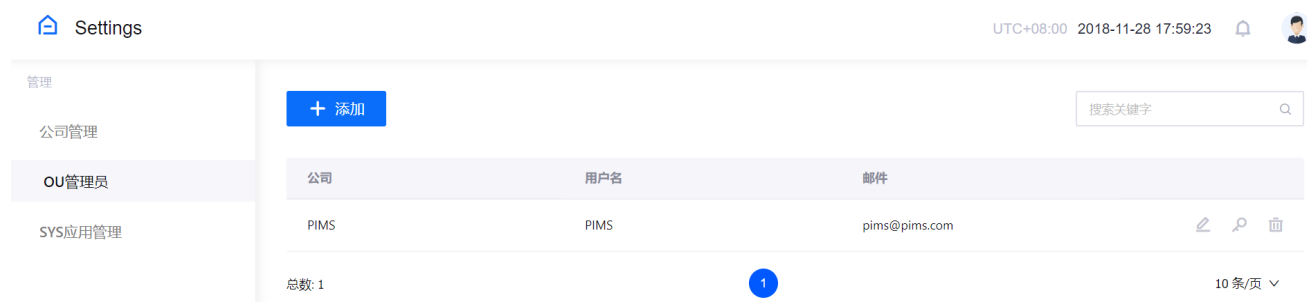 Settings
UTC+08:00 2018-11-28 17:59:23
管理
公司管理
OU管理员
SYS应用管理
添加
搜索关键字
公司 用户名 邮件
PIMS PIMS pims@pims.com
总数: 1
1
10 条/页